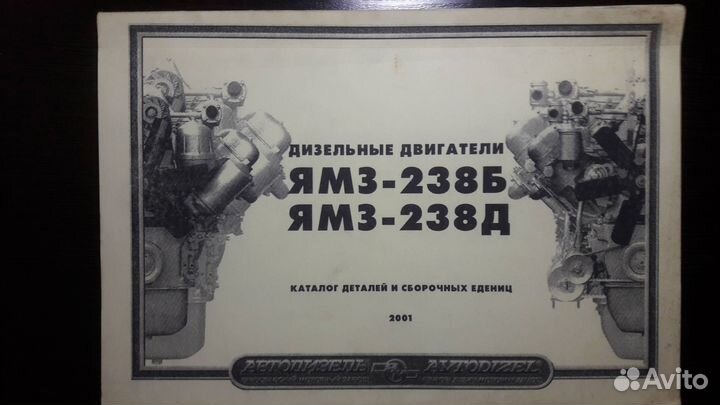 ДИЗЕЛЬНЫЕ ДВИГАТЕЛИ
ЯМЗ-238Б
ЯМЗ-238Д
КАТАЛОГ ДЕТАЛЕЙ И СБОРОЧНЫХ ЕДЕНИЦ
2001
АВТОДИЗЕЛЬ AVTODIZEL
Avito